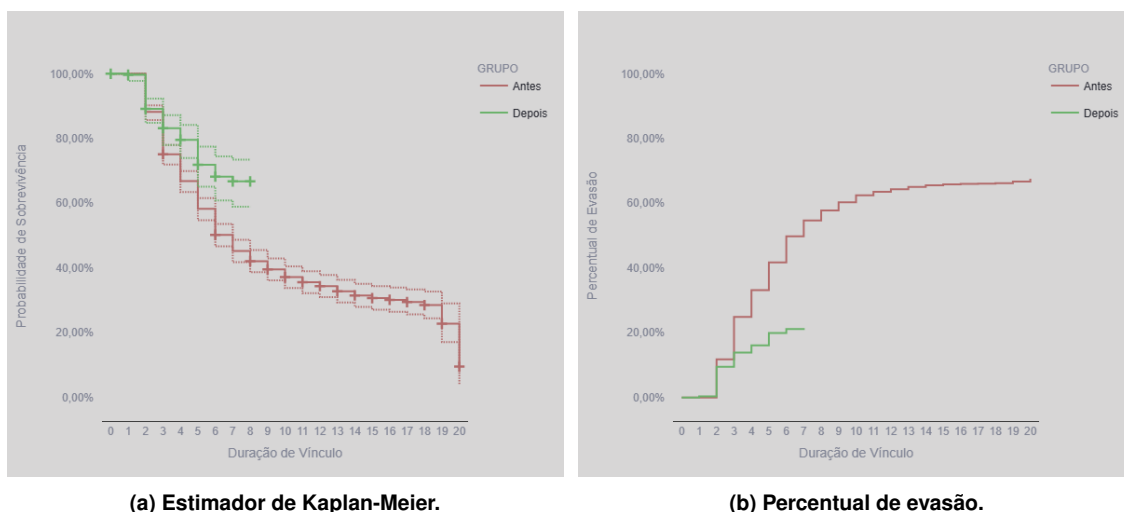 GRUPO
Antes
Depois
100,00%
80,00%
60,00%
40,00%
20,00%
0,00%
Probabilidade de Sobrevivência
0 1 2 3 4 5 6 7 8 9 10 11 12 13 14 15 16 17 18 19 20
Duração de Vínculo
(a) Estimador de Kaplan-Meier.
GRUPO
Antes
Depois
100,00%
80,00%
60,00%
40,00%
20,00%
0,00%
Percentual de Evasão
0 1 2 3 4 5 6 7 8 9 10 11 12 13 14 15 16 17 18 19 20
Duração de Vínculo
(b) Percentual de evasão.